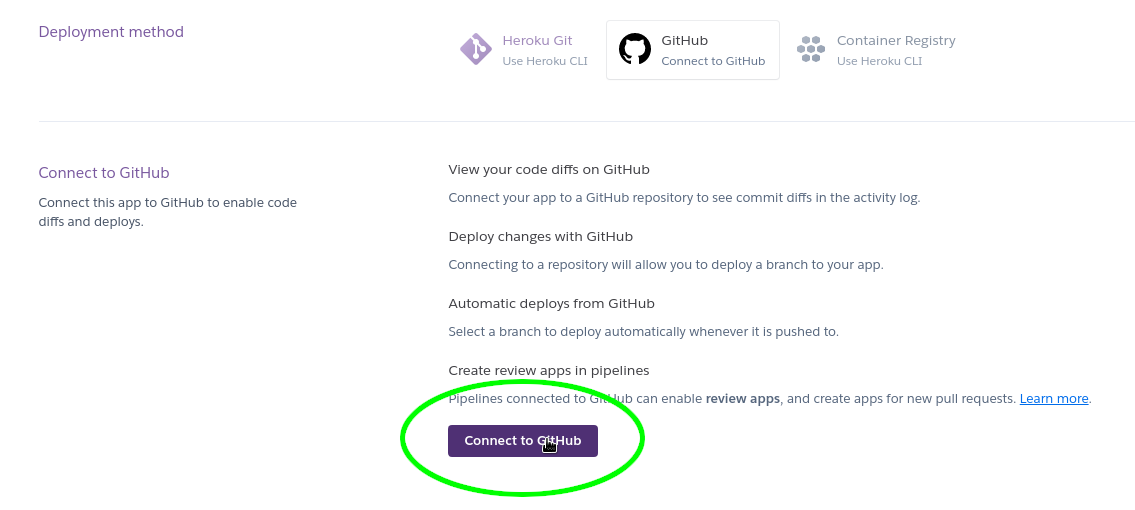 Deployment method
Heroku Git
Use Heroku CLI
GitHub
Connect to GitHub
Container Registry
Use Heroku CLI
Connect to GitHub
Connect this app to GitHub to enable code
diffs and deploys.
View your code diffs on GitHub
Connect your app to a GitHub repository to see commit diffs in the activity log.
Deploy changes with GitHub
Connecting to a repository will allow you to deploy a branch to your app.
Automatic deploys from GitHub
Select a branch to deploy automatically whenever it is pushed to.
Create review apps in pipelines
Pipelines connected to GitHub can enable review apps, and create apps for new pull requests. Learn more.
Connect to GitHub